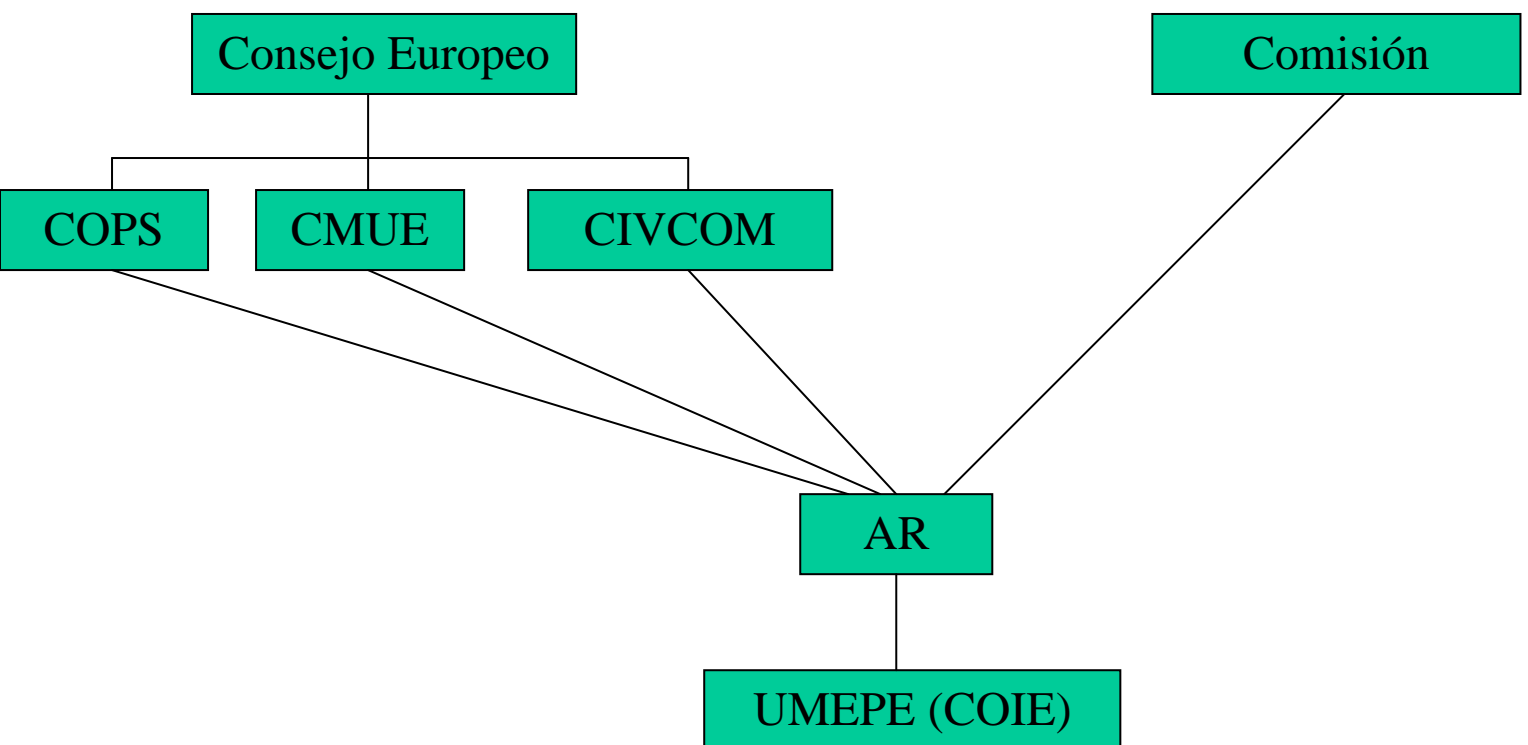 Consejo Europeo
Comisión
COPS
CMUE
CIVCOM
AR
UMEPE (COIE)